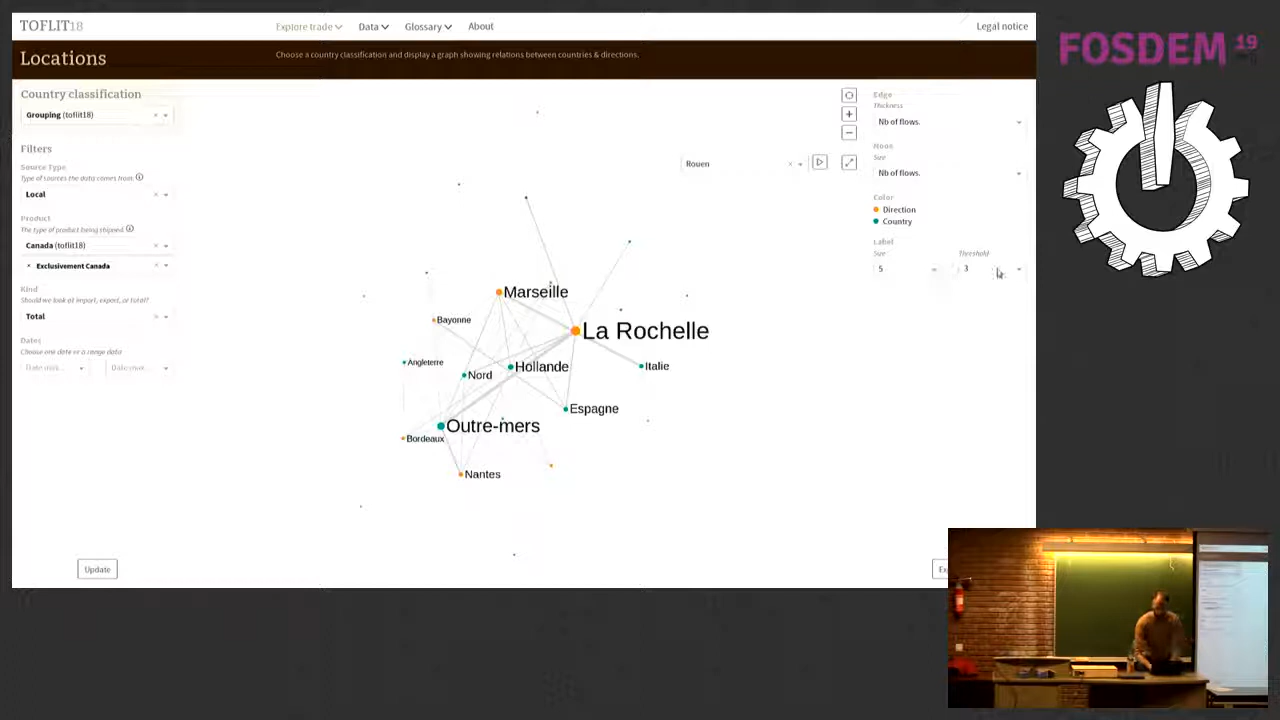 TOFLIT18
Explore trade
Data
Glossary
About
Legal notice
FOSDEM 19
Locations
Choose a country classification and display a graph showing relations between countries & directions.
Country classification
Grouping (toflit18)
Filters
Source Type
Type of sources the data comes from.
Local
Product
The type of product being shipped.
Canada (toflit18)
× Exclusivement Canada
Kind
Should we look at import, export, or total?
Total
Dates
Choose one date or a range data
Date min...
Date max...
Update
Rouen
Edge
Thickness
Nb of flows.
Node
Size
Nb of flows.
Color
Direction
Country
Label
Size
Threshold
5
3
Marseille
Bayonne
La Rochelle
Angleterre
Hollande
Italie
Nord
Espagne
Outre-mers
Bordeaux
Nantes